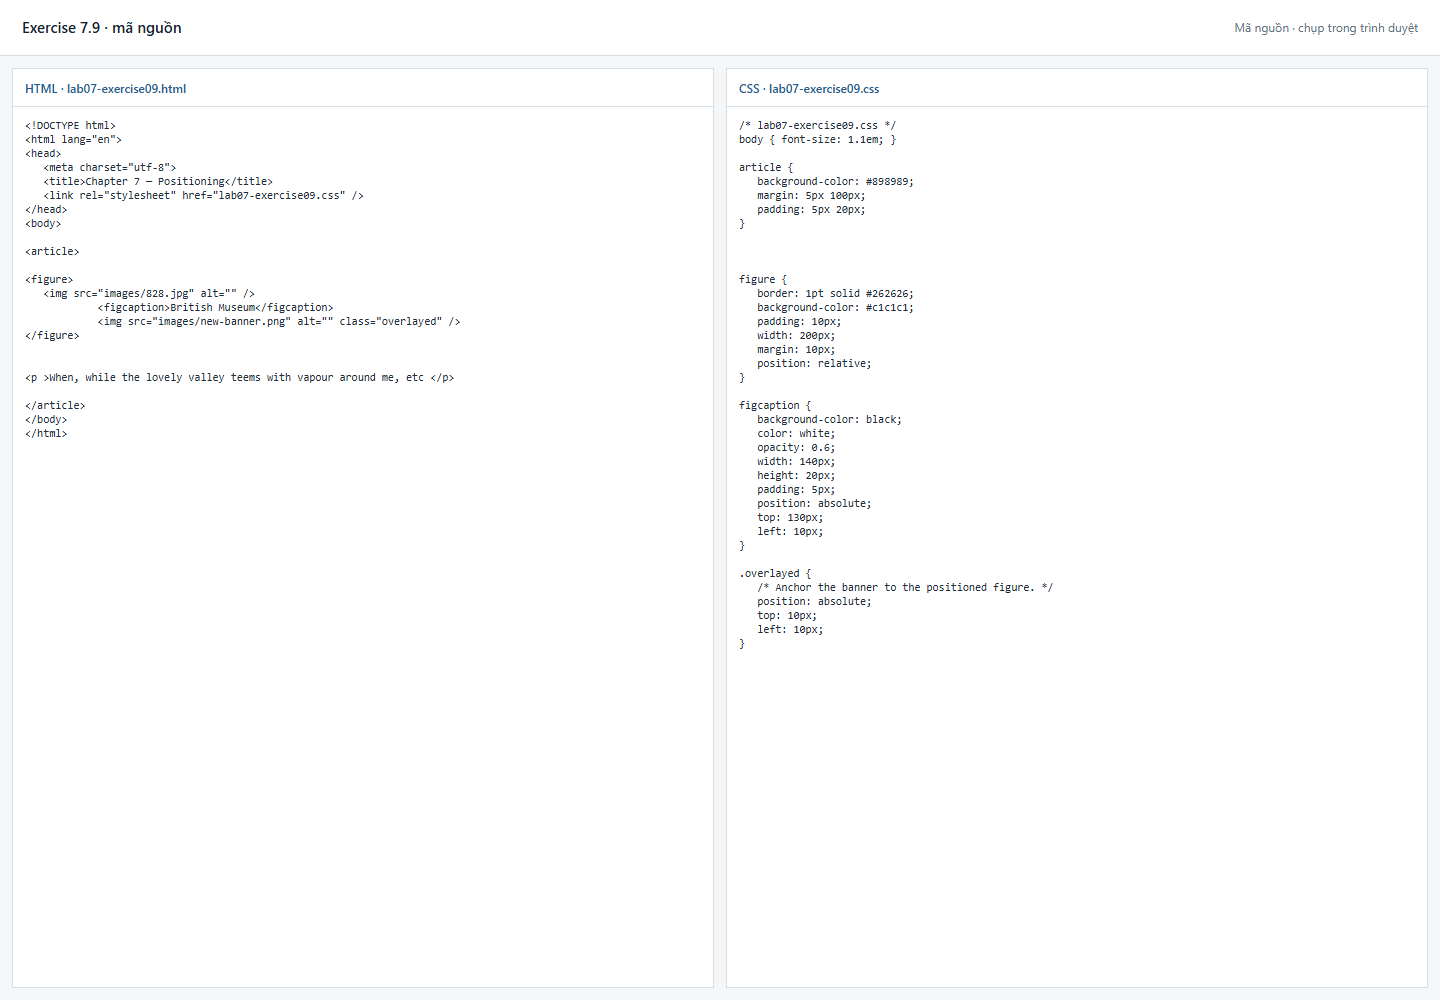 Exercise 7.9 · mã nguồn
Mã nguồn · chụp trong trình duyệt
HTML · lab07-exercise09.html
<!DOCTYPE html>
<html lang="en">
<head>
   <meta charset="utf-8">
   <title>Chapter 7 – Positioning</title>
   <link rel="stylesheet" href="lab07-exercise09.css" />
</head>
<body>

<article>

<figure>
   <img src="images/828.jpg" alt="" />
            <figcaption>British Museum</figcaption>
            <img src="images/new-banner.png" alt="" class="overlayed" />
</figure>


<p >When, while the lovely valley teems with vapour around me, etc </p>

</article>
</body>
</html>
CSS · lab07-exercise09.css
/* lab07-exercise09.css */
body { font-size: 1.1em; }

article {
   background-color: #898989;
   margin: 5px 100px;
   padding: 5px 20px;
}


figure {
   border: 1pt solid #262626;
   background-color: #c1c1c1;
   padding: 10px;
   width: 200px;
   margin: 10px;
   position: relative;
}

figcaption {
   background-color: black;
   color: white;
   opacity: 0.6;
   width: 140px;
   height: 20px;
   padding: 5px;
   position: absolute;
   top: 130px;
   left: 10px;
}

.overlayed {
   /* Anchor the banner to the positioned figure. */
   position: absolute;
   top: 10px;
   left: 10px;
}